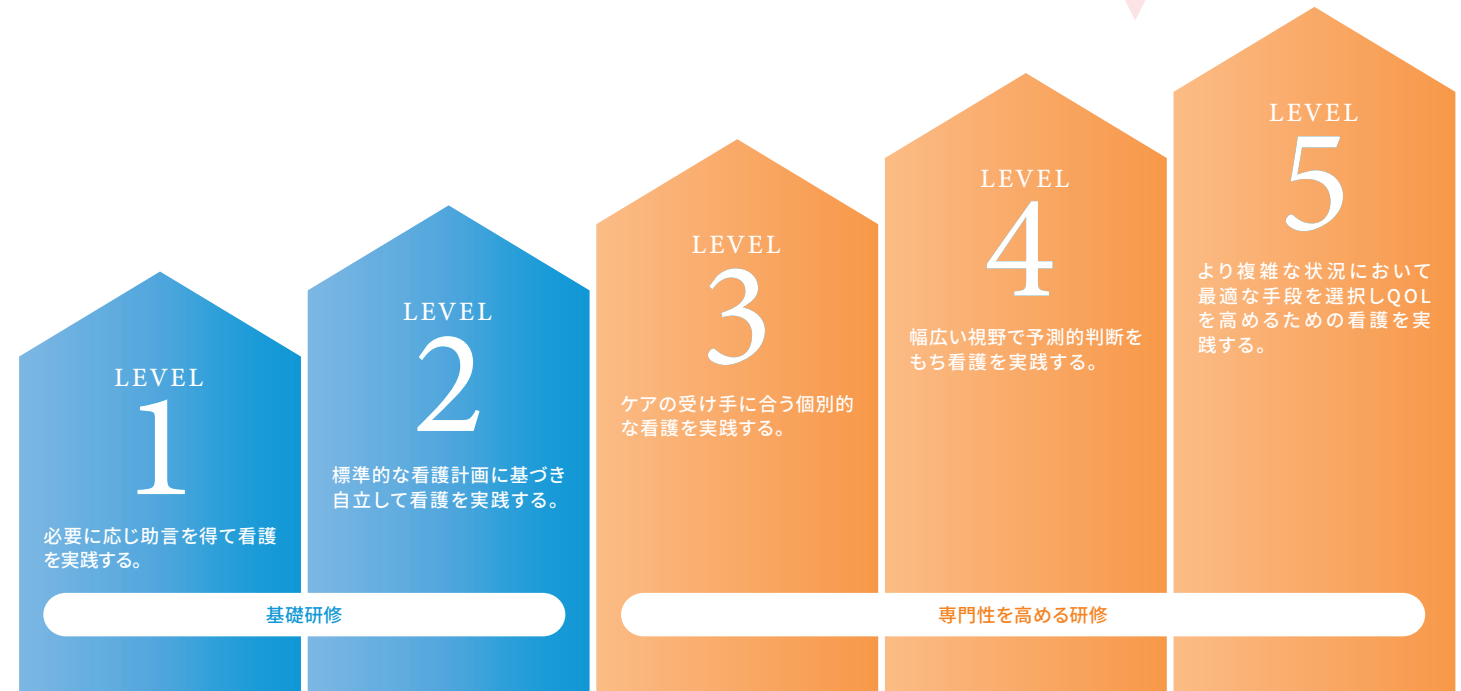 LEVEL
1
必要に応じ助言を得て看護
を実践する。
LEVEL
2
標準的な看護計画に基づき
自立して看護を実践する。
基礎研修
LEVEL
3
ケアの受け手に合う個別的
な看護を実践する。
LEVEL
4
幅広い視野で予測的判断を
もち看護を実践する。
LEVEL
5
より複雑な状況において
最適な手段を選択しQOL
を高めるための看護を実
践する。
専門性を高める研修